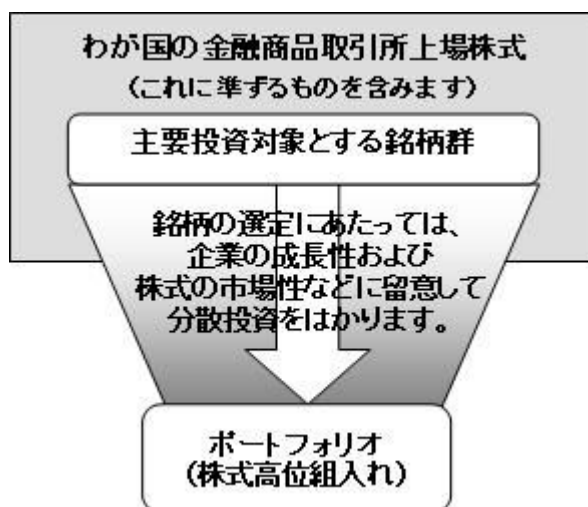 わが国の金融商品取引所上場株式
（これに準ずるものを含みます）
主要投資対象とする銘柄群
銘柄の選定にあたっては、
企業の成長性および
株式の市場性などに留意して
分散投資をはかります。
ポートフォリオ
（株式高位組入れ）